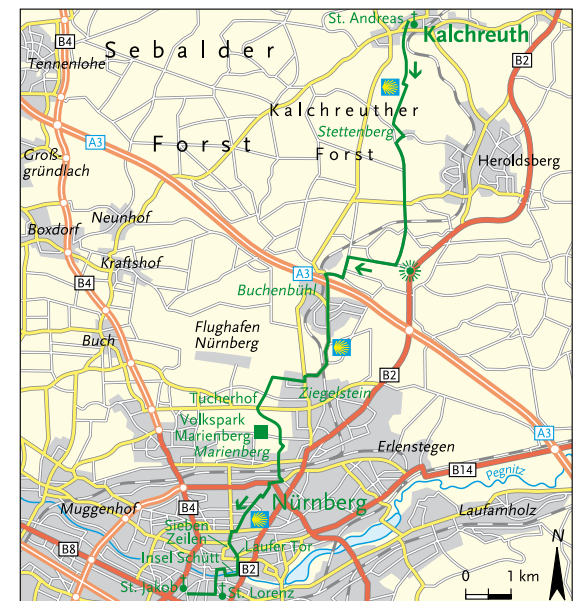 St. Andreas
Kalchreuth
B4
Sebalder
B2
Tennenlohe
Kalchreuther
Stettenberg
Forst
Forst
A3
Groß-
gründlach
Heroldsberg
Neunhof
Boxdorf
Kraftshof
A3
B4
Buchenbühl
Flughafen
Nürnberg
Buch
B2
Ziegelstein
Tucherhof
Volkspark
Marienberg
Marienberg
Erlenstegen
A3
B14
Pegnitz
Nürnberg
B4
Muggenhof
Laufamholz
Sieben
Zeilen
Laufer Tor
B8
Insel Schütt
B2
N
St. Jakob
St. Lorenz
0 1 km